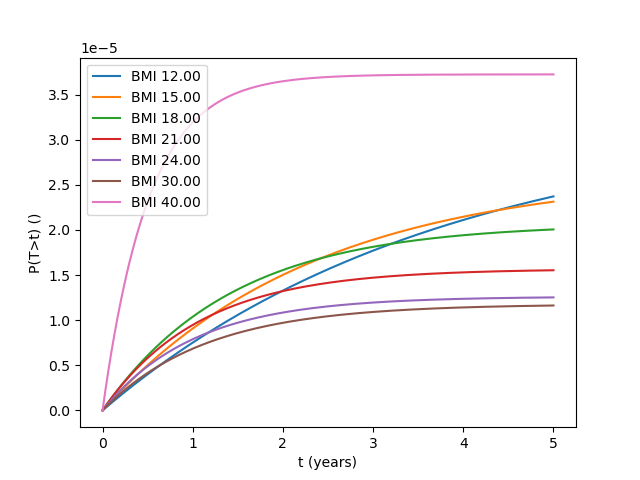 1e−5
BMI 12.00
BMI 15.00
BMI 18.00
BMI 21.00
BMI 24.00
BMI 30.00
BMI 40.00
3.5
3.0
2.5
2.0
1.5
1.0
0.5
0.0
P(T>t) ()
0 1 2 3 4 5
t (years)